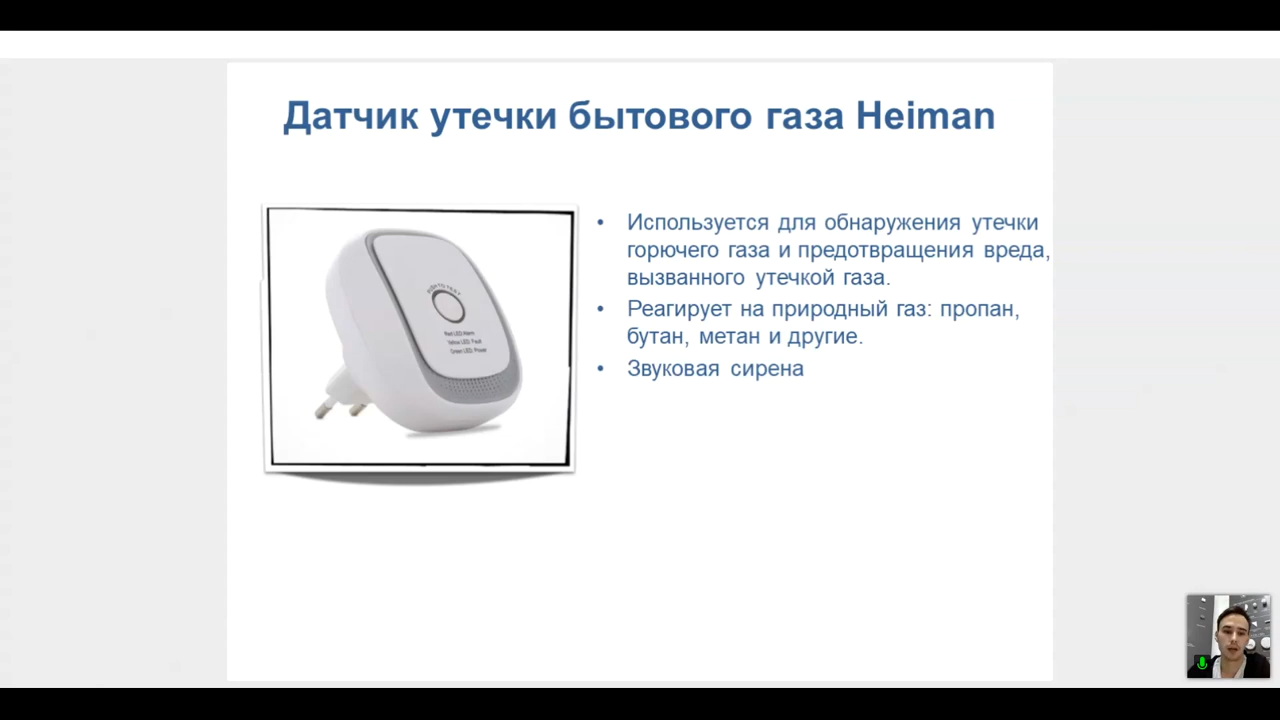 Датчик утечки бытового газа Heiman
• Используется для обнаружения утечки
горючего газа и предотвращения вреда,
вызванного утечкой газа.
• Реагирует на природный газ: пропан,
бутан, метан и другие.
• Звуковая сирена
Red LED:Alarm
Yellow LED: Fault
Green LED: Power